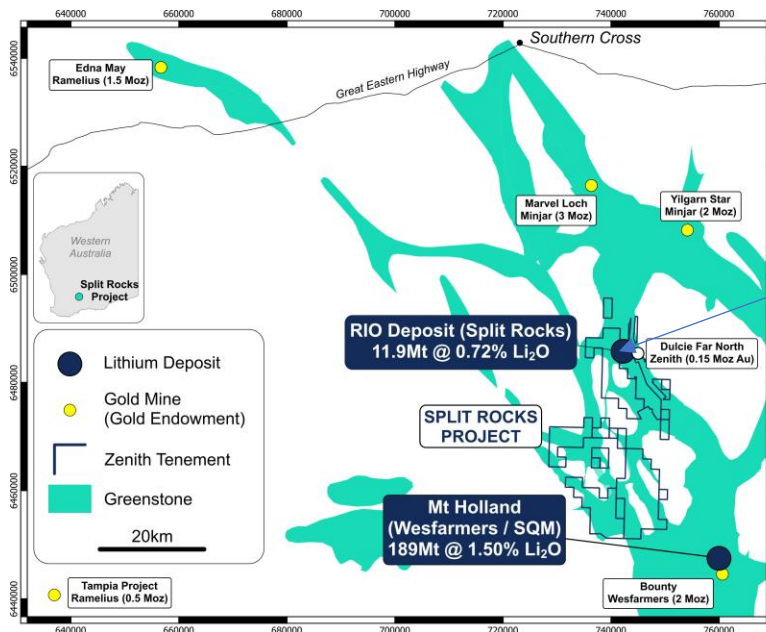 640000
660000
680000
700000
720000
740000
760000
Southern Cross
6540000
Edna May
Ramelius (1.5 Moz)
Great Eastern Highway
6520000
Marvel Loch
Minjar (3 Moz)
Yilgarn Star
Minjar (2 Moz)
Western
Australia
Split Rocks
Project
6500000
RIO Deposit (Split Rocks)
11.9Mt @ 0.72% Li₂O
Dulcie Far North
Zenith (0.15 Moz Au)
Lithium Deposit
Gold Mine
(Gold Endowment)
Zenith Tenement
Greenstone
20km
6480000
SPLIT ROCKS
PROJECT
6460000
Mt Holland
(Wesfarmers / SQM)
189Mt @ 1.50% Li₂O
Tampia Project
Ramelius (0.5 Moz)
Bounty
Wesfarmers (2 Moz)
6440000
640000
660000
680000
700000
720000
740000
760000